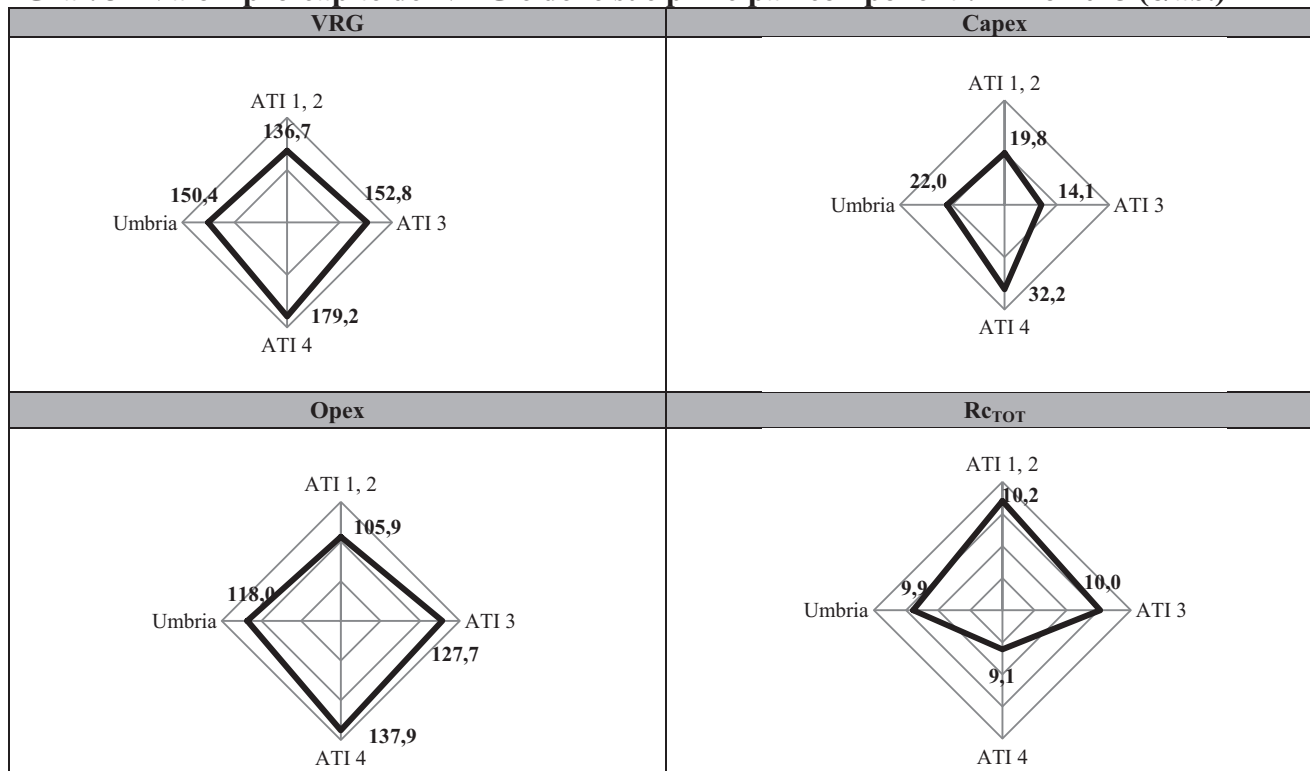 VRG
Capex
ATI 1, 2
136,7
150,4
152,8
Umbria
ATI 3
179,2
ATI 4
ATI 1, 2
19,8
22,0
14,1
Umbria
ATI 3
32,2
ATI 4
Opex
Rc_TOT
ATI 1, 2
105,9
118,0
Umbria
ATI 3
127,7
137,9
ATI 4
ATI 1, 2
10,2
9,9
10,0
Umbria
ATI 3
9,1
ATI 4